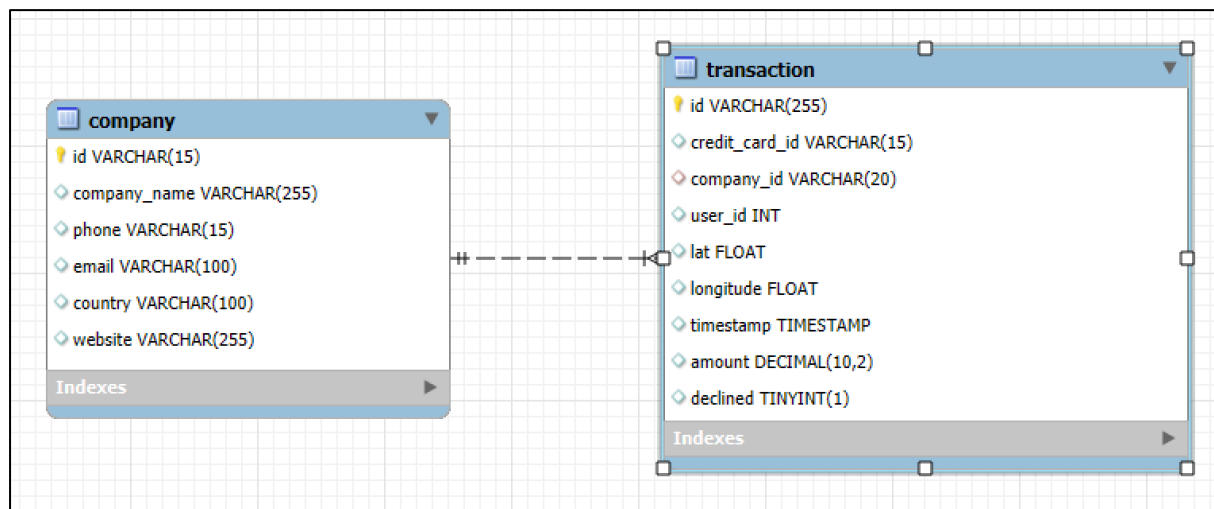 company
id VARCHAR(15)
company_name VARCHAR(255)
phone VARCHAR(15)
email VARCHAR(100)
country VARCHAR(100)
website VARCHAR(255)
Indexes
transaction
id VARCHAR(255)
credit_card_id VARCHAR(15)
company_id VARCHAR(20)
user_id INT
lat FLOAT
longitude FLOAT
timestamp TIMESTAMP
amount DECIMAL(10,2)
declined TINYINT(1)
Indexes